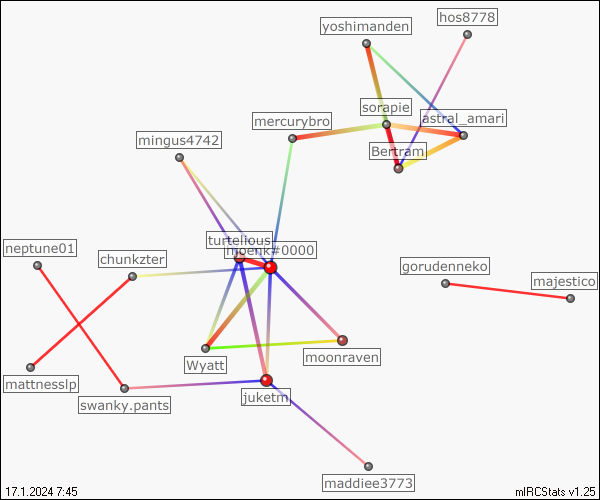 hos8778
yoshimanden
sorapie
astral_amari
mercurybro
mingus4742
Bertram
turtelious
moenk#0000
neptune01
chunkzter
gorudenneko
majestico
moonraven
Wyatt
mattnesslp
juketm
swanky.pants
maddiee3773
17.1.2024 7:45
mIRCStats v1.25